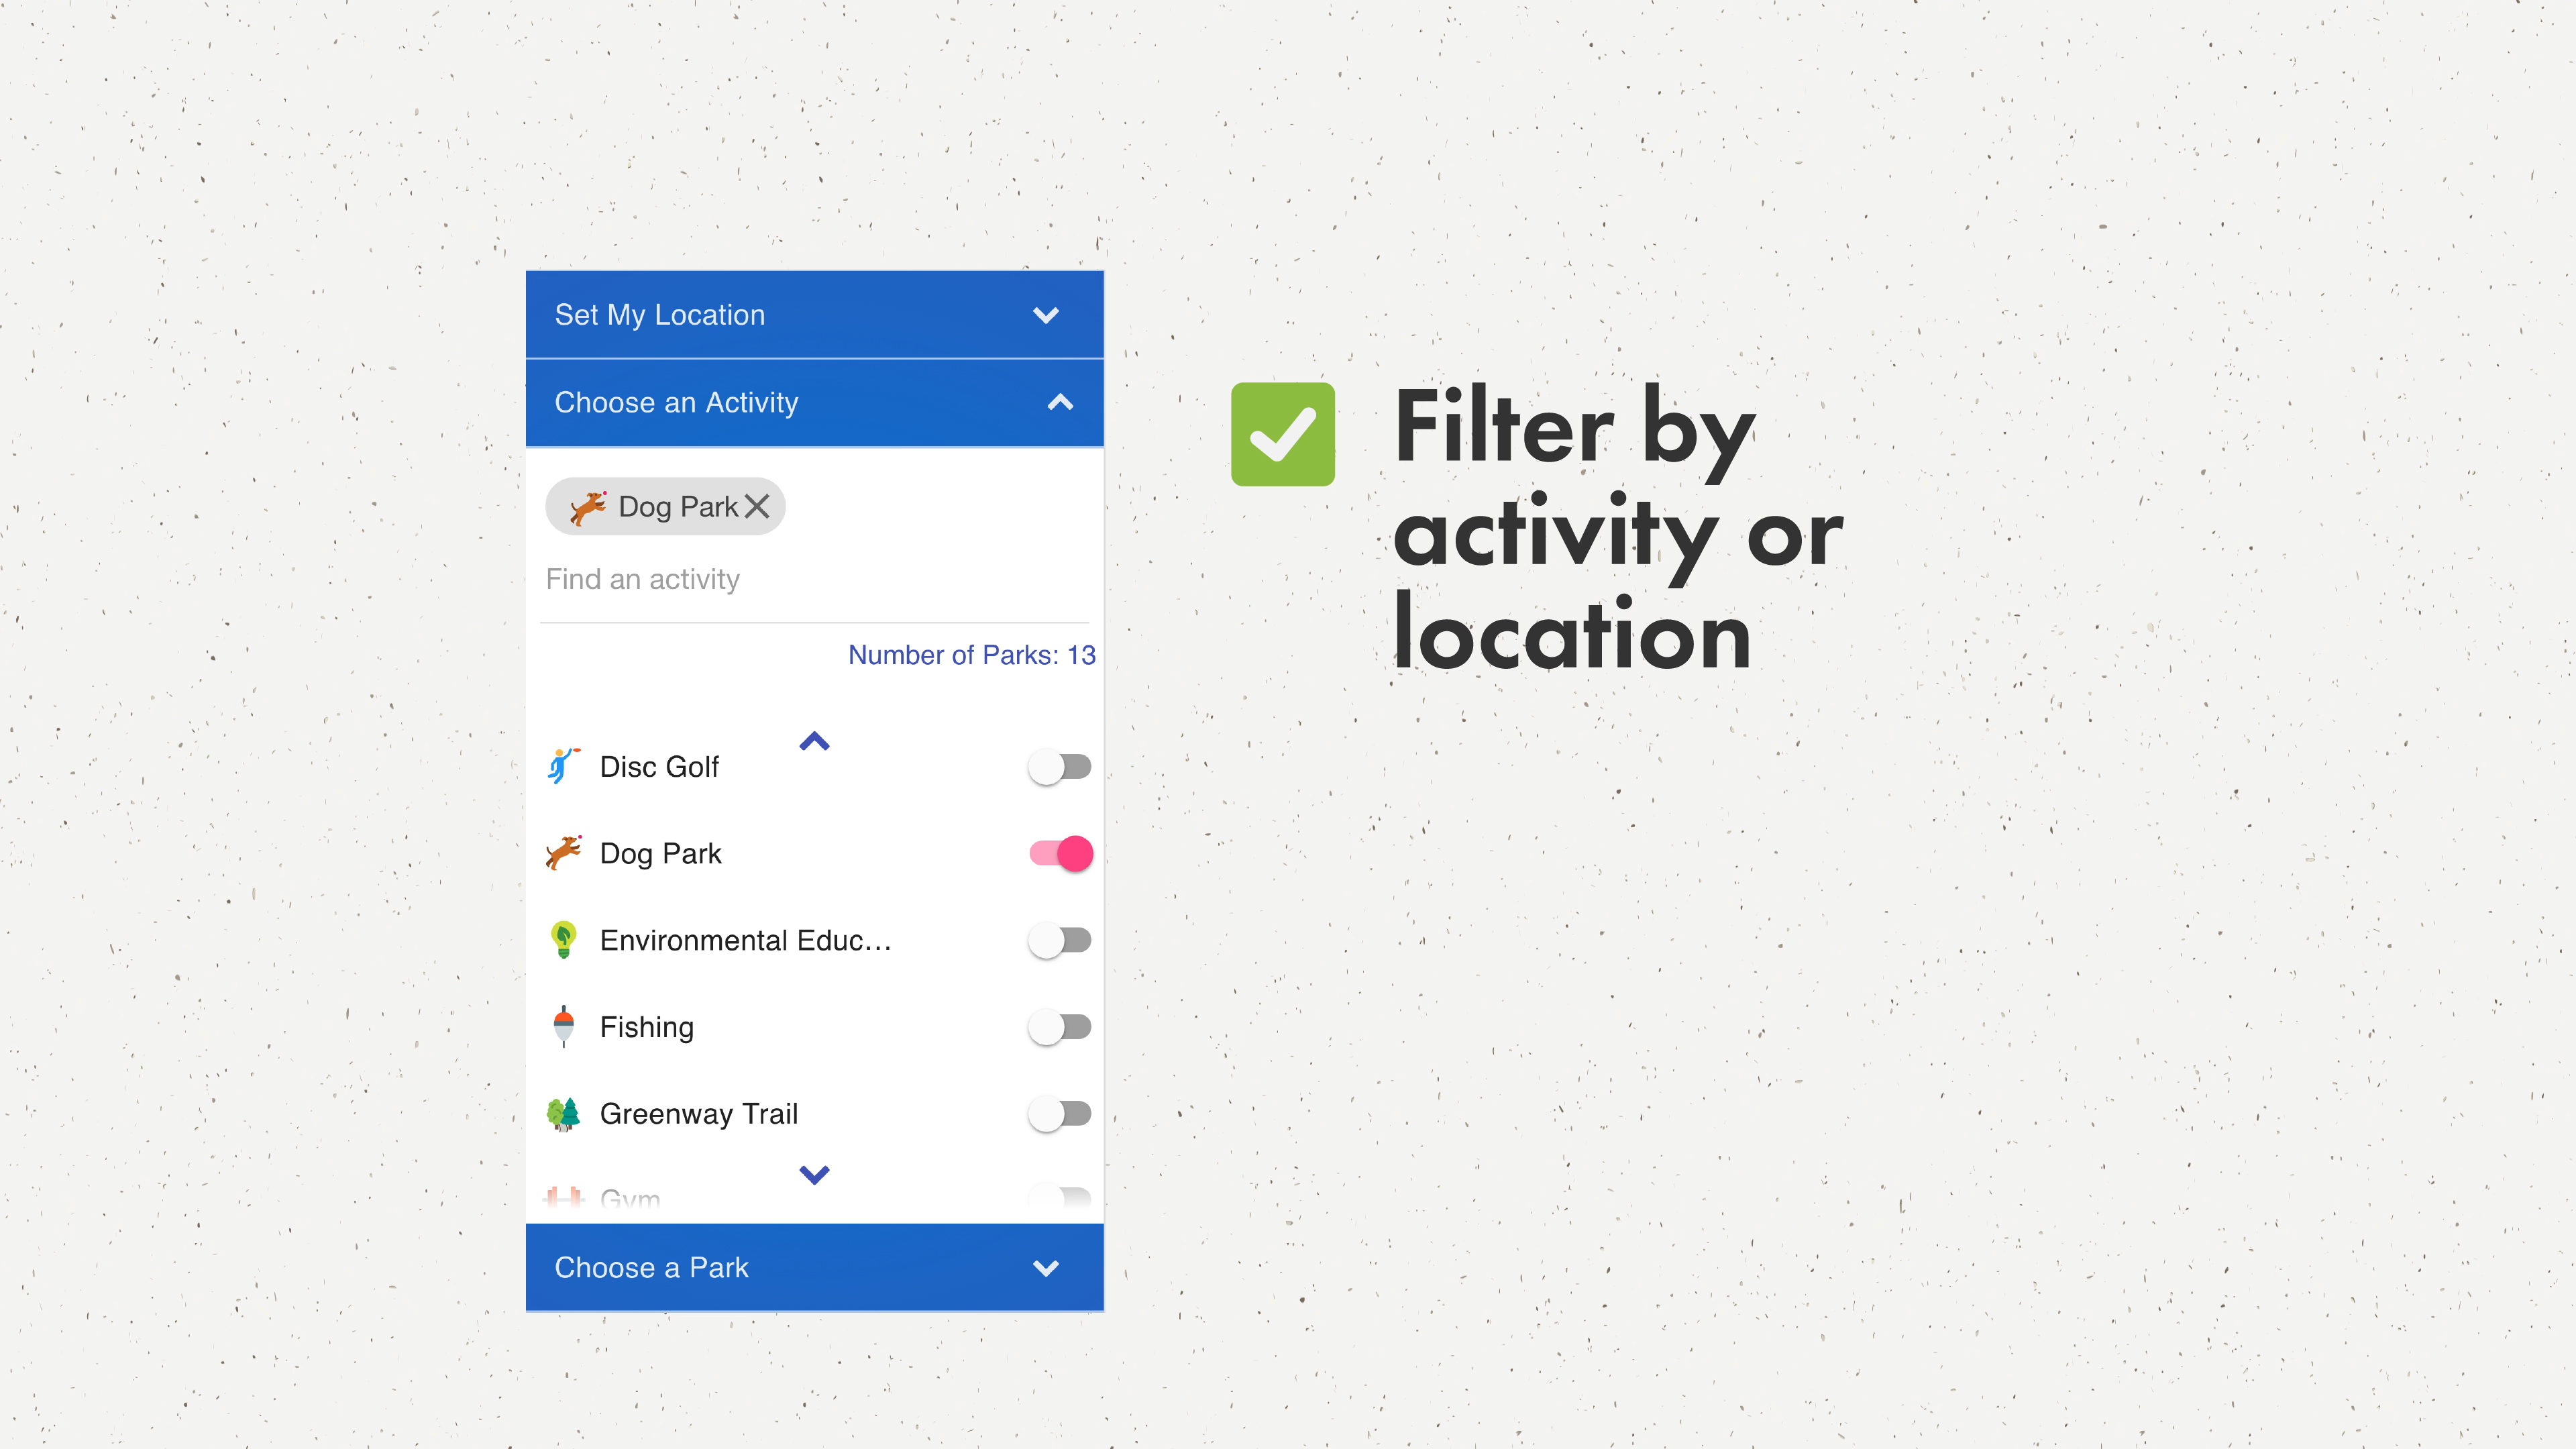 Set My Location
Choose an Activity
Dog Park
Find an activity
Number of Parks: 13
Disc Golf
Dog Park
Environmental Educ...
Fishing
Greenway Trail
Gym
Choose a Park
Filter by
activity or
location